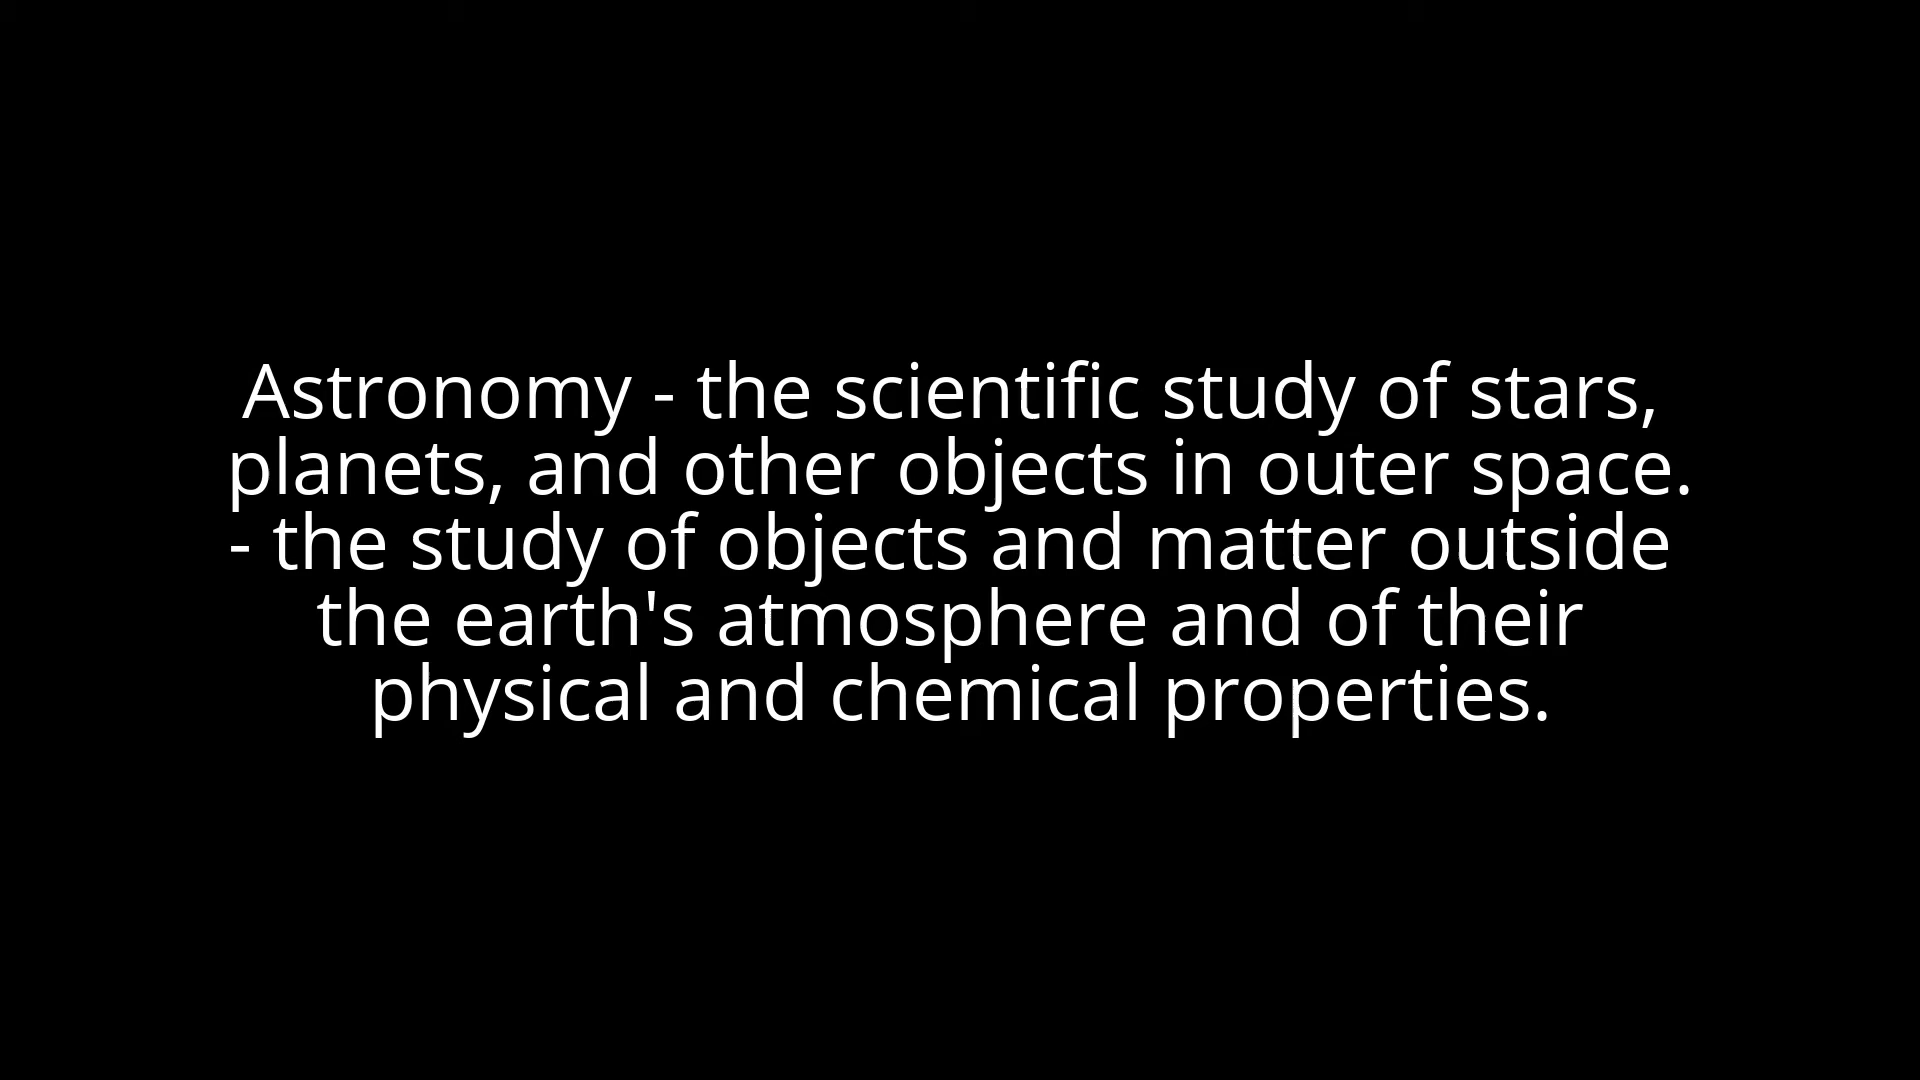 Astronomy - the scientific study of stars,
planets, and other objects in outer space.
- the study of objects and matter outside
the earth's atmosphere and of their
physical and chemical properties.